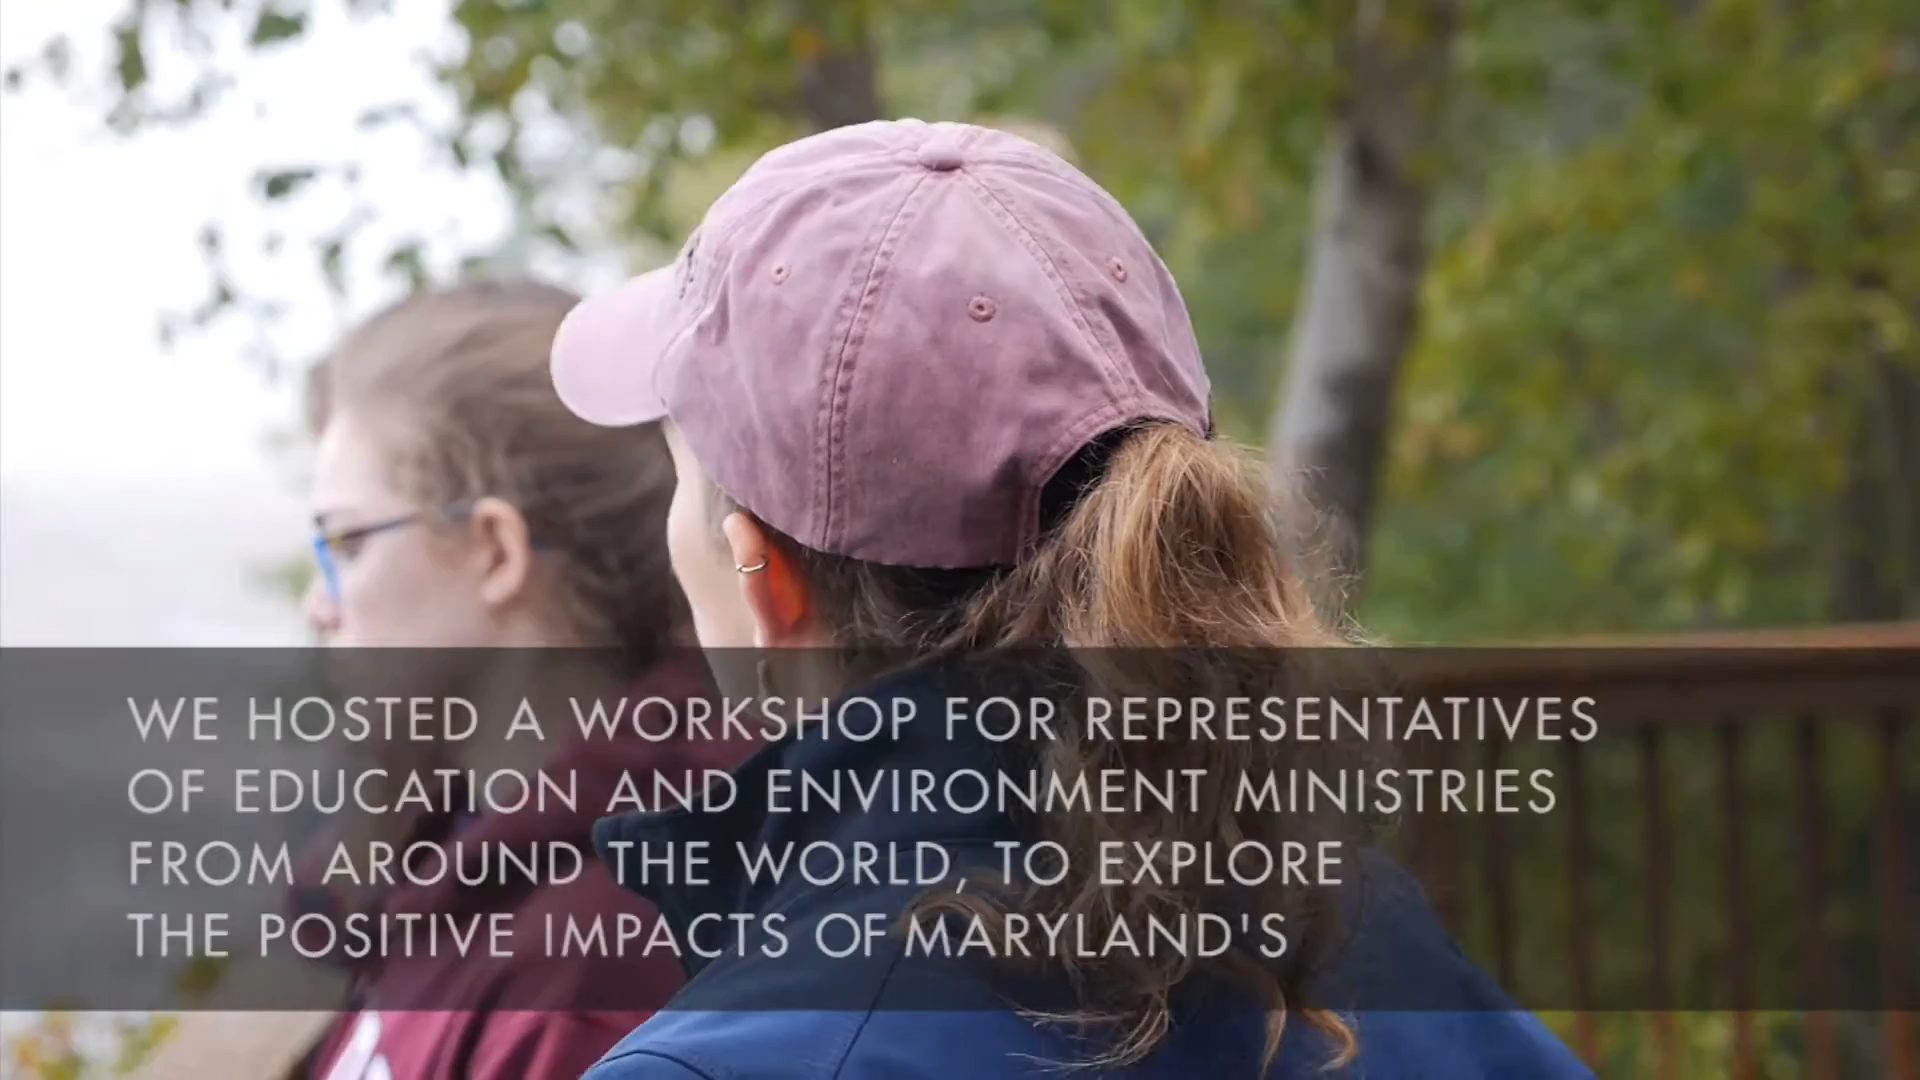 WE HOSTED A WORKSHOP FOR REPRESENTATIVES
OF EDUCATION AND ENVIRONMENT MINISTRIES
FROM AROUND THE WORLD, TO EXPLORE
THE POSITIVE IMPACTS OF MARYLAND'S